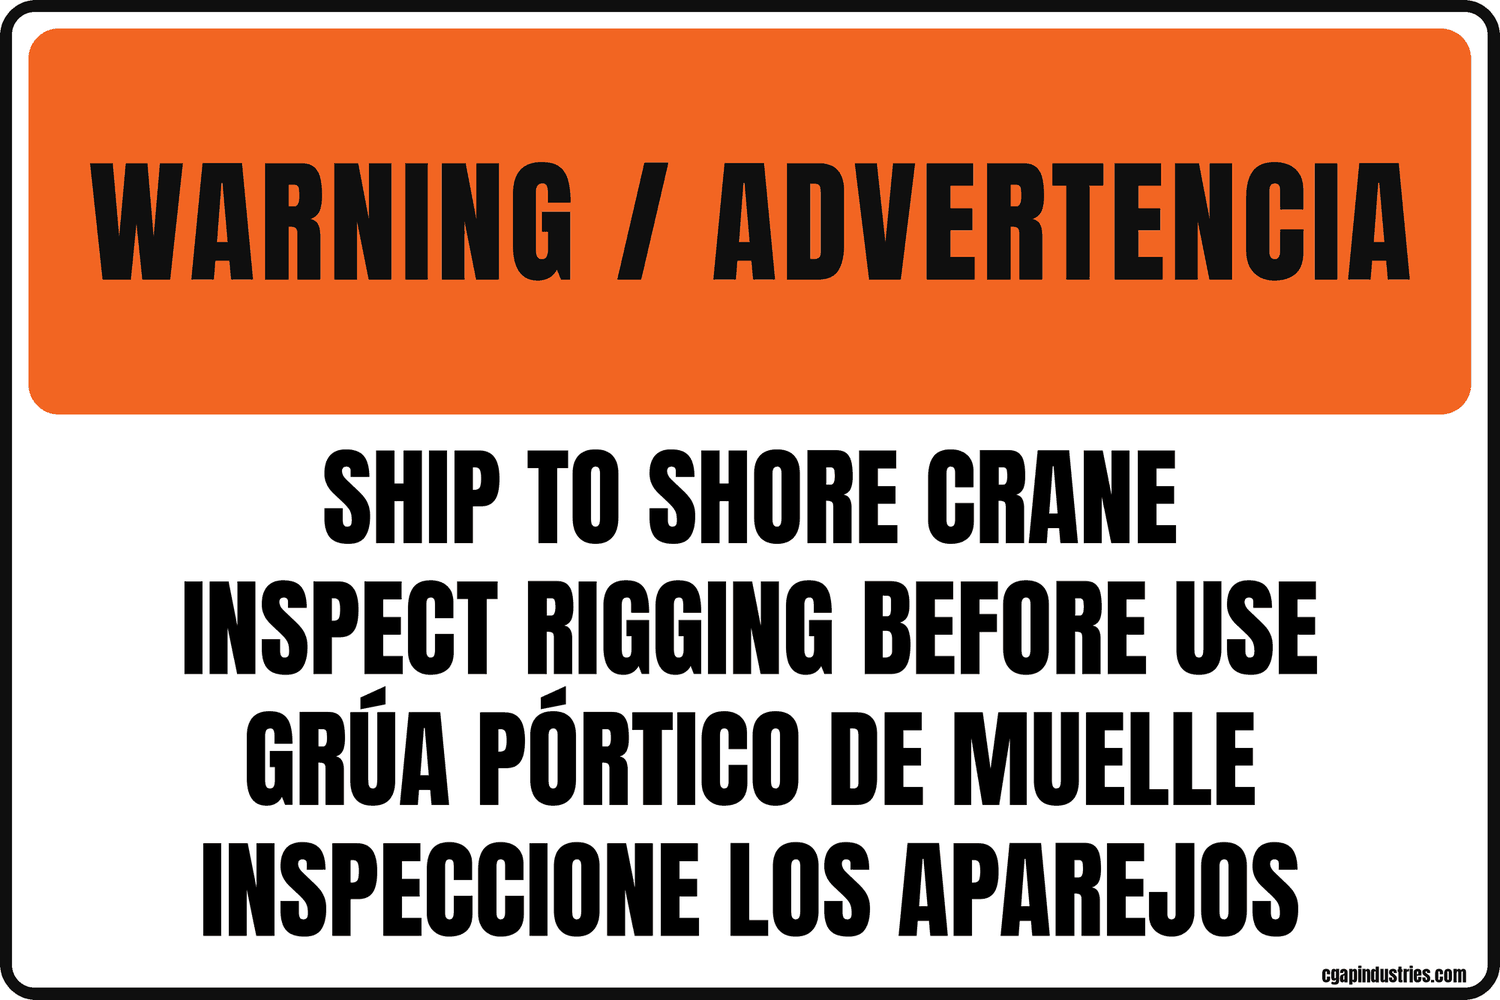 WARNING / ADVERTENCIA
SHIP TO SHORE CRANE
INSPECT RIGGING BEFORE USE
GRÚA PÓRTICO DE MUELLE
INSPECCIONE LOS APAREJOS
cgapindustries.com